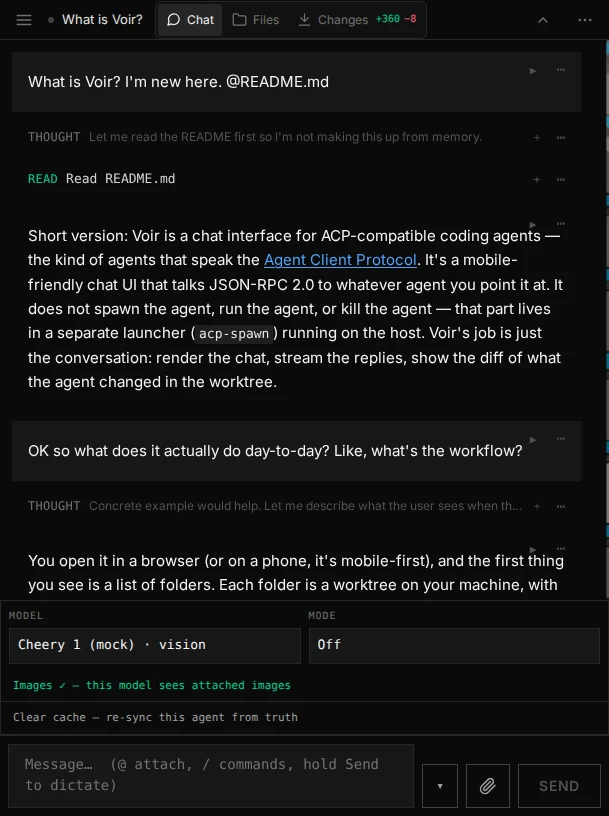 What is Voir? Chat Files Changes +360 −8
What is Voir? I'm new here. @README.md
THOUGHT Let me read the README first so I'm not making this up from memory.
READ Read README.md
Short version: Voir is a chat interface for ACP-compatible coding agents —
the kind of agents that speak the Agent Client Protocol. It's a mobile-
friendly chat UI that talks JSON-RPC 2.0 to whatever agent you point it at. It
does not spawn the agent, run the agent, or kill the agent — that part lives
in a separate launcher (acp-spawn) running on the host. Voir's job is just
the conversation: render the chat, stream the replies, show the diff of what
the agent changed in the worktree.
OK so what does it actually do day-to-day? Like, what's the workflow?
THOUGHT Concrete example would help. Let me describe what the user sees when th...
You open it in a browser (or on a phone, it's mobile-first), and the first thing
you see is a list of folders. Each folder is a worktree on your machine, with
MODEL MODE
Cheery 1 (mock) · vision Off
Images ✓ — this model sees attached images
Clear cache — re-sync this agent from truth
Message… (@ attach, / commands, hold Send
to dictate)
SEND